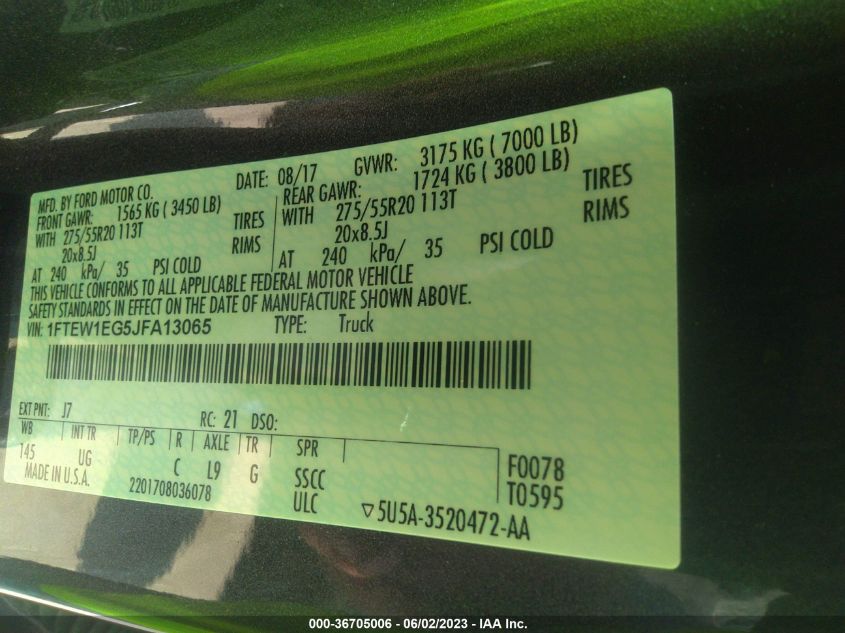 MFD. BY FORD MOTOR CO. DATE: 08/17 GVWR: 3175 KG ( 7000 LB)
FRONT GAWR: 1565 KG ( 3450 LB) REAR GAWR: 1724 KG ( 3800 LB)
WITH 275/55R20 113T TIRES WITH 275/55R20 113T TIRES
20x8.5J RIMS 20x8.5J RIMS
AT 240 kPa/ 35 PSI COLD AT 240 kPa/ 35 PSI COLD
THIS VEHICLE CONFORMS TO ALL APPLICABLE FEDERAL MOTOR VEHICLE
SAFETY STANDARDS IN EFFECT ON THE DATE OF MANUFACTURE SHOWN ABOVE.
VIN: 1FTEW1EG5JFA13065 TYPE: Truck
EXT PNT: J7 RC: 21 DSO:
WB INT TR TP/PS R AXLE TR SPR
145 UG C L9 G SSCC F0078
MADE IN U.S.A. 2201708036078 ULC T0595
▽5U5A-3520472-AA
000-36705006 - 06/02/2023 - IAA Inc.